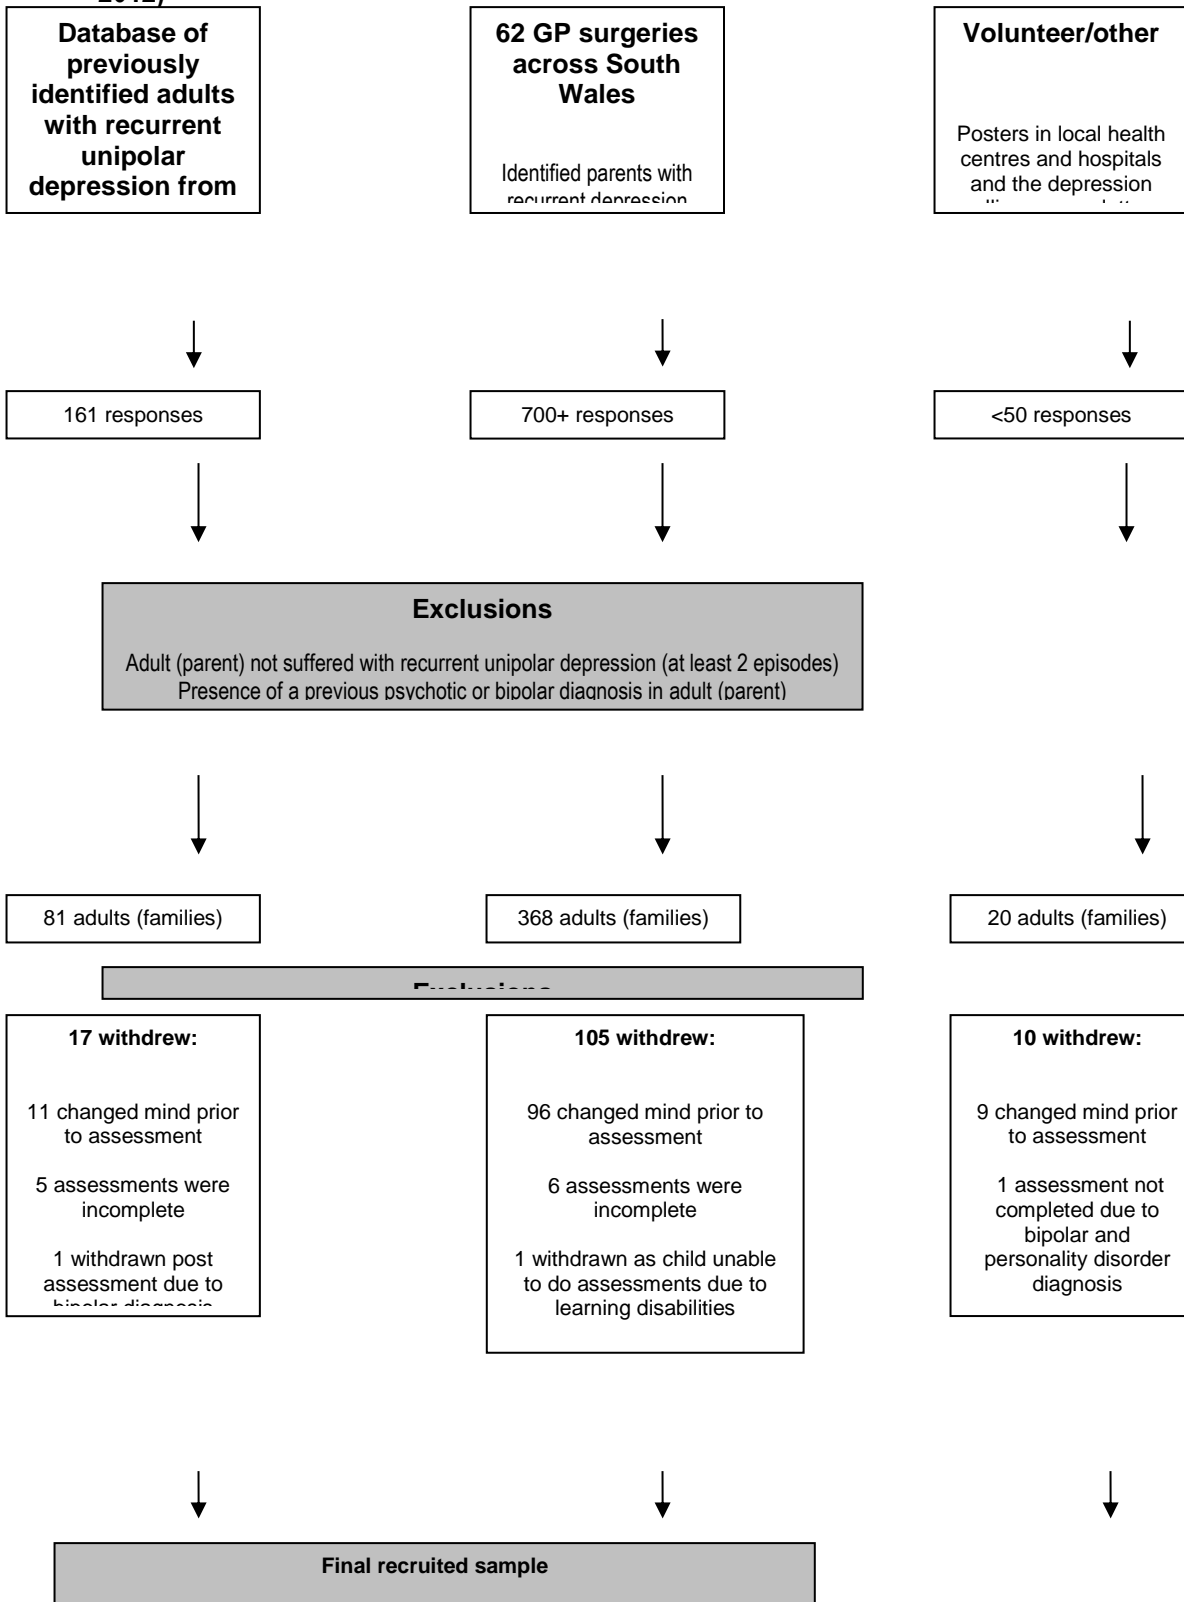 Database of
previously
identified adults
with recurrent
unipolar
depression from
62 GP surgeries
across South
Wales
Identified parents with
recurrent depression
Volunteer/other
Posters in local health
centres and hospitals
and the depression
161 responses
700+ responses
<50 responses
Exclusions
Adult (parent) not suffered with recurrent unipolar depression (at least 2 episodes)
Presence of a previous psychotic or bipolar diagnosis in adult (parent)
81 adults (families)
368 adults (families)
20 adults (families)
Exclusions
17 withdrew:
11 changed mind prior
to assessment
5 assessments were
incomplete
1 withdrawn post
assessment due to
bipolar diagnosis
105 withdrew:
96 changed mind prior to
assessment
6 assessments were
incomplete
1 withdrawn as child unable
to do assessments due to
learning disabilities
10 withdrew:
9 changed mind prior
to assessment
1 assessment not
completed due to
bipolar and
personality disorder
diagnosis
Final recruited sample